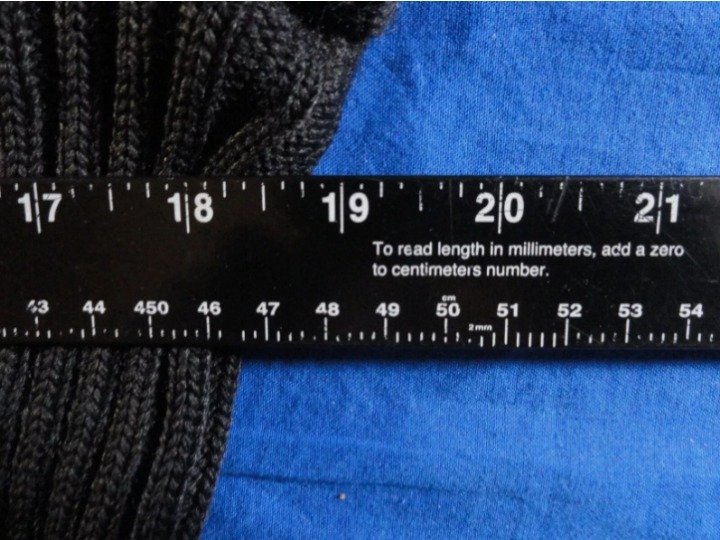 17 18 19 20 21
To read length in millimeters, add a zero
to centimeters number.
cm
43 44 450 46 47 48 49 50 51 52 53 54
2mm